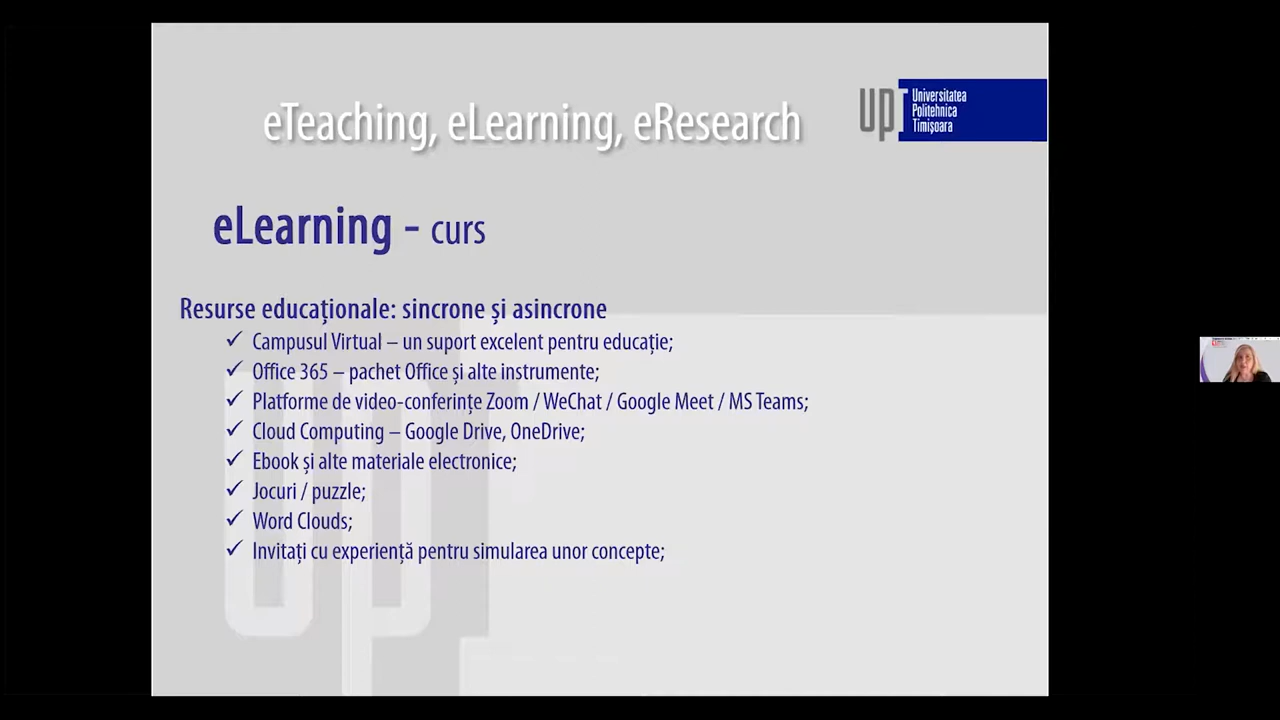 eTeaching, eLearning, eResearch
upt
Universitatea
Politehnica
Timișoara
eLearning - curs
Resurse educaționale: sincrone și asincrone
✓ Campusul Virtual – un suport excelent pentru educație;
✓ Office 365 – pachet Office și alte instrumente;
✓ Platforme de video-conferințe Zoom / WeChat / Google Meet / MS Teams;
✓ Cloud Computing – Google Drive, OneDrive;
✓ Ebook și alte materiale electronice;
✓ Jocuri / puzzle;
✓ Word Clouds;
✓ Invitați cu experiență pentru simularea unor concepte;